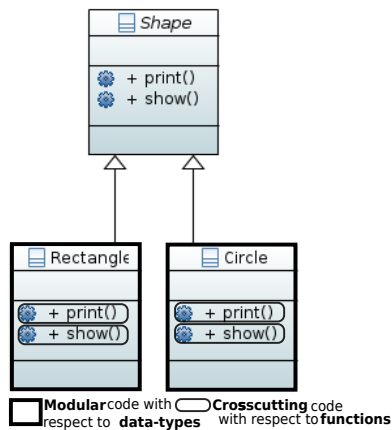 Shape
+ print()
+ show()
Rectangle
+ print()
+ show()
Circle
+ print()
+ show()
Modular code with
respect to data-types
Crosscutting code
with respect to functions